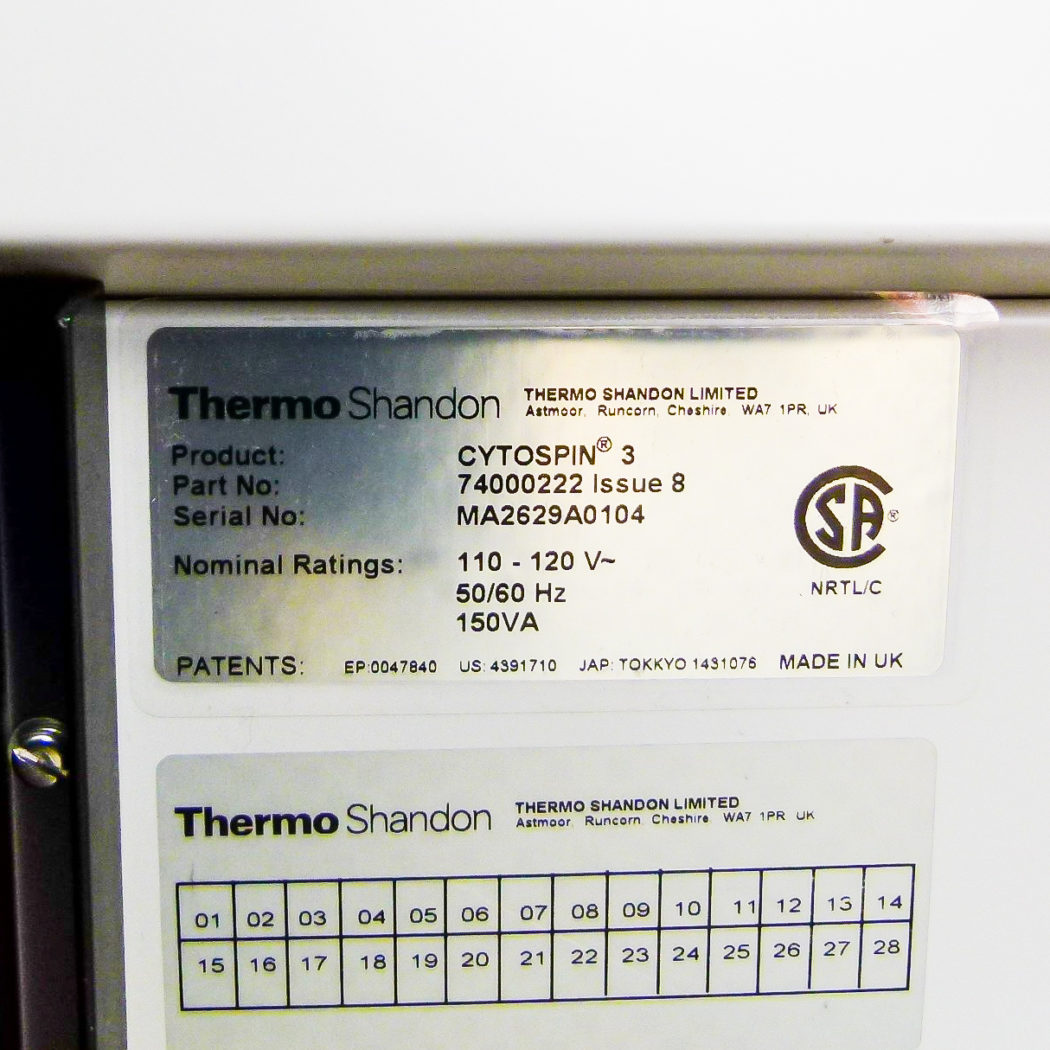 Thermo Shandon THERMO SHANDON LIMITED
Astmoor, Runcorn, Cheshire, WA7 1PR, UK
Product: CYTOSPIN® 3
Part No: 74000222 Issue 8
Serial No: MA2629A0104
Nominal Ratings: 110 - 120 V~
50/60 Hz
150VA
SA®
NRTL/C
PATENTS: EP:0047840 US: 4391710 JAP: TOKKYO 1431076 MADE IN UK
Thermo Shandon THERMO SHANDON LIMITED
Astmoor Runcorn Cheshire WA7 1PR UK
01 02 03 04 05 06 07 08 09 10 11 12 13 14
15 16 17 18 19 20 21 22 23 24 25 26 27 28